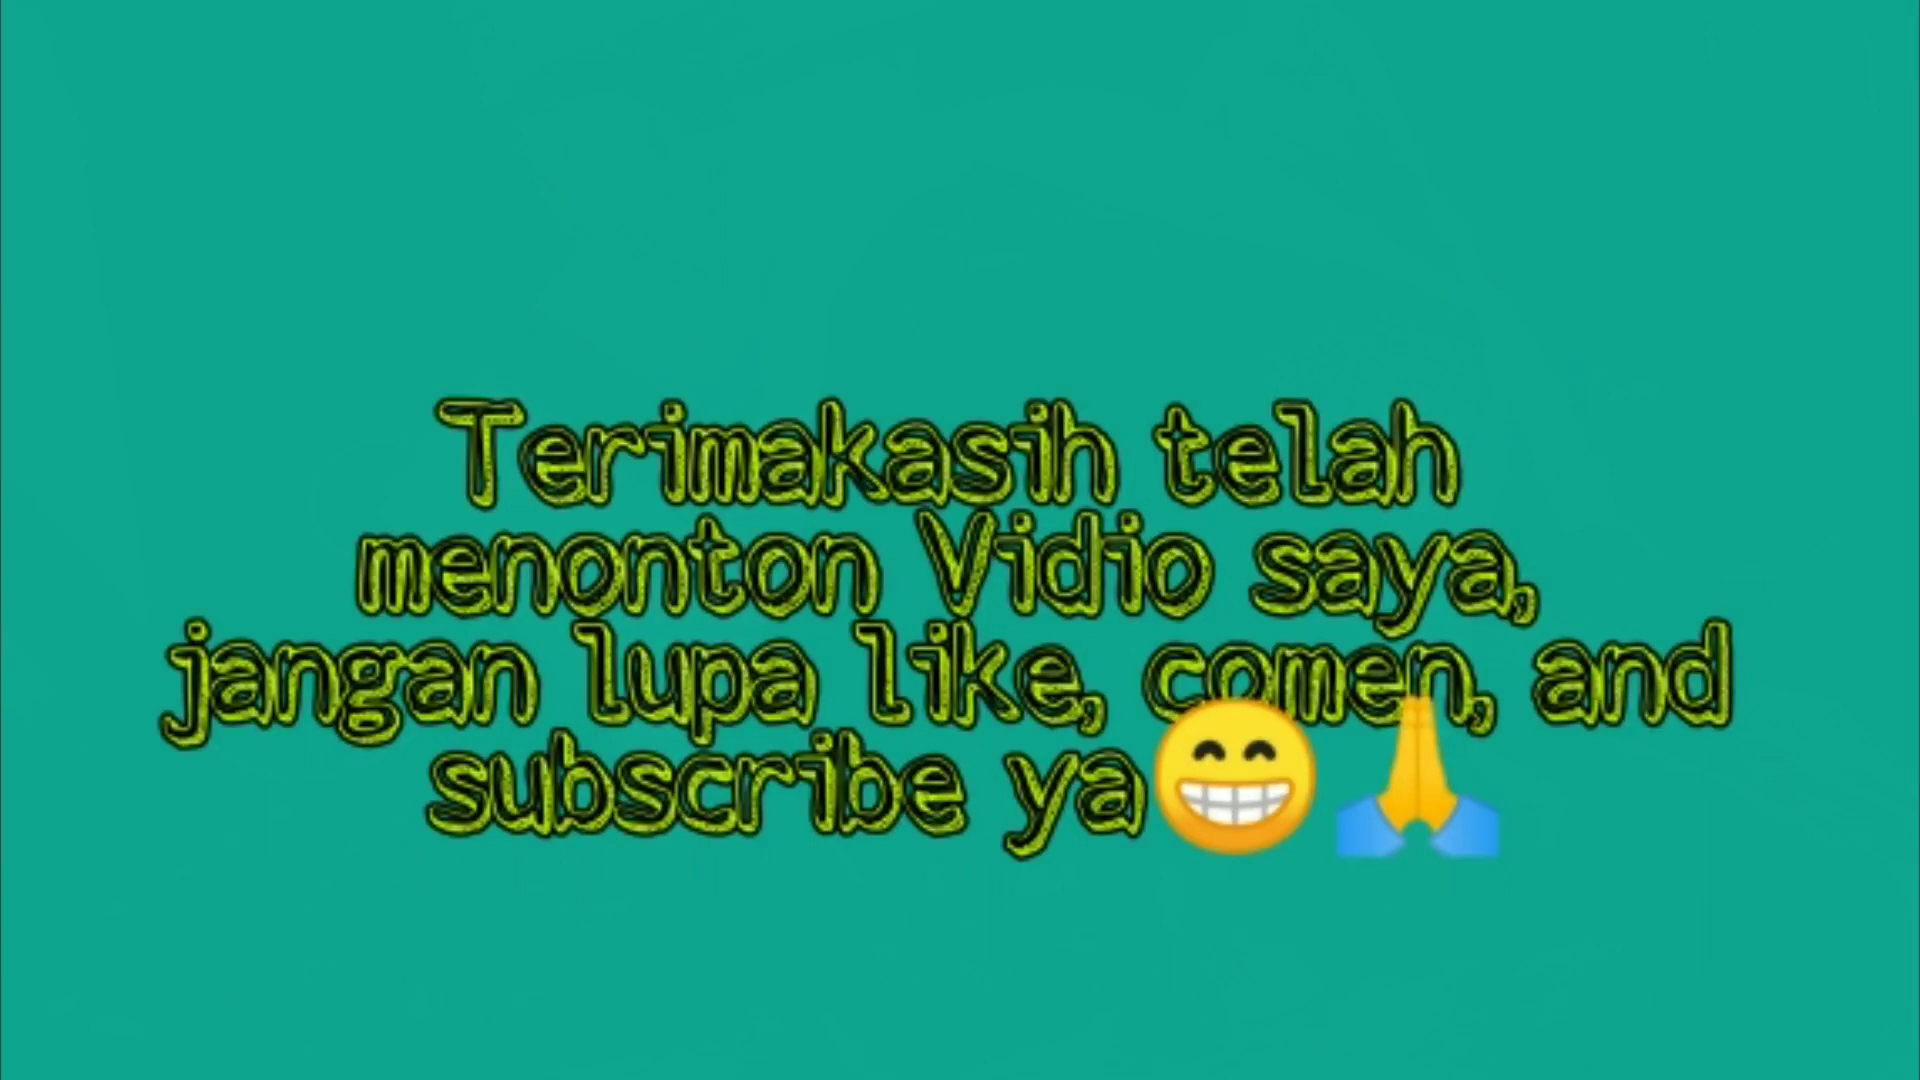 Terimakasih telah
menonton Vidio saya,
jangan lupa like, comen, and
subscribe ya😁🙏